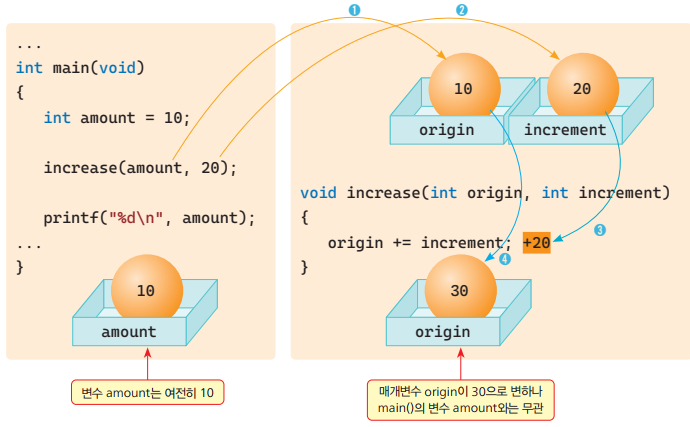 ...
int main(void)
{
int amount = 10;
increase(amount, 20);
printf("%d\n", amount);
...
}
10
amount
변수 amount는 여전히 10
1
2
10
20
origin
increment
void increase(int origin, int increment)
{
origin += increment; +20
3
}
4
30
origin
매개변수 origin이 30으로 변하나
main()의 변수 amount와는 무관